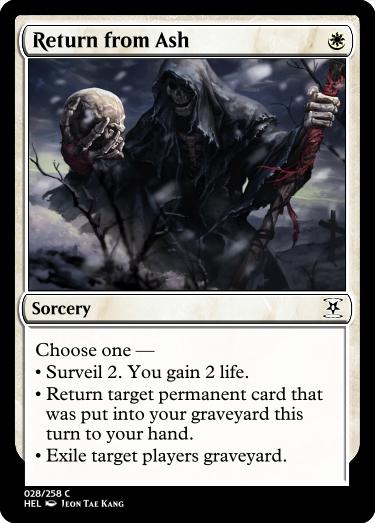 Return from Ash
Sorcery
Choose one —
• Surveil 2. You gain 2 life.
• Return target permanent card that
was put into your graveyard this
turn to your hand.
• Exile target players graveyard.
028/258 C
HEL Jeon Tae Kang